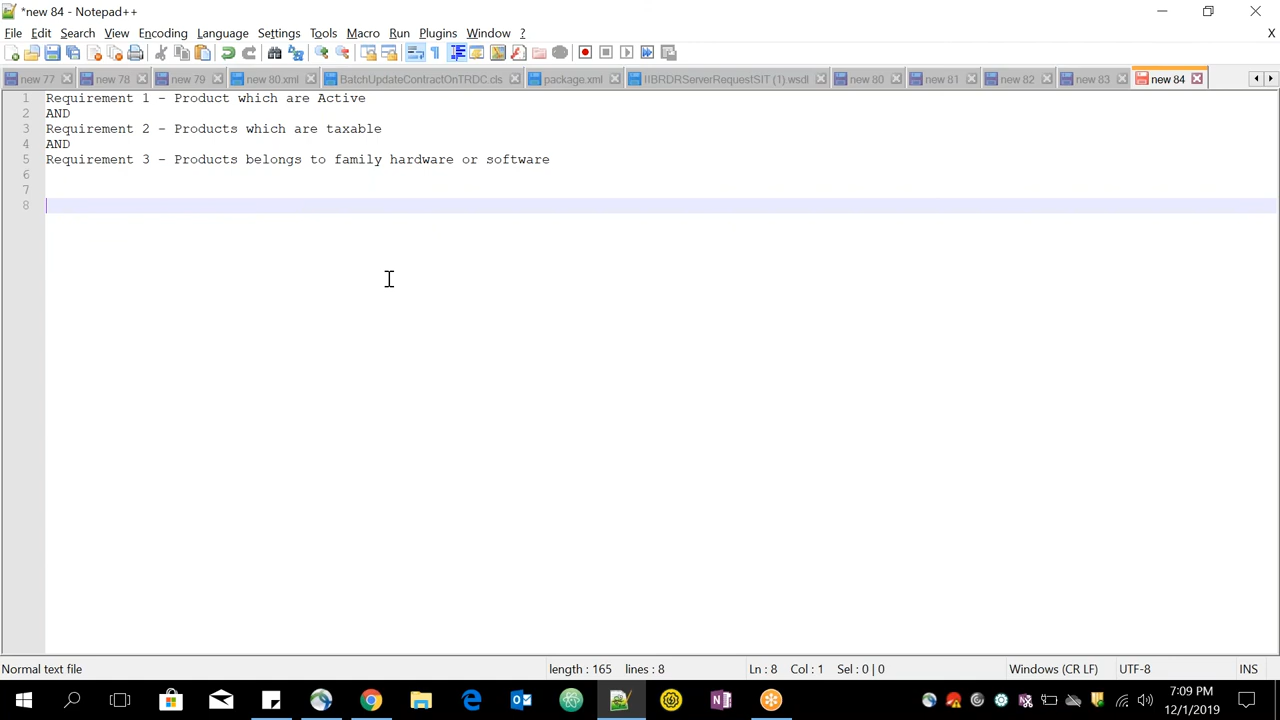 *new 84 - Notepad++
File Edit Search View Encoding Language Settings Tools Macro Run Plugins Window ? X
new 77 new 78 new 79 new 80.xml BatchUpdateContractOnTRDC.cls package.xml IIBRDRServerRequestSIT (1).wsdl new 80 new 81 new 82 new 83 new 84
1 Requirement 1 - Product which are Active
2 AND
3 Requirement 2 - Products which are taxable
4 AND
5 Requirement 3 - Products belongs to family hardware or software
6
7
8
Normal text file length : 165 lines : 8 Ln : 8 Col : 1 Sel : 0 | 0 Windows (CR LF) UTF-8 INS
7:09 PM
12/1/2019